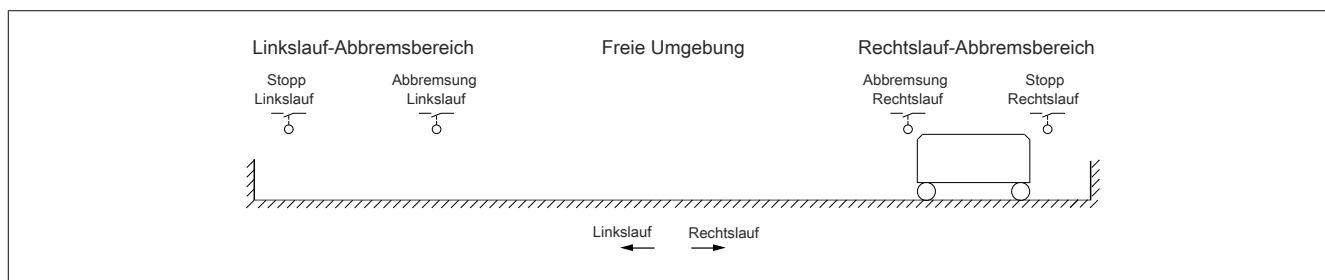 Linkslauf-Abbremsbereich
Freie Umgebung
Rechtslauf-Abbremsbereich
Stopp
Linkslauf
Abbremsung
Linkslauf
Abbremsung
Rechtslauf
Stopp
Rechtslauf
Linkslauf
Rechtslauf